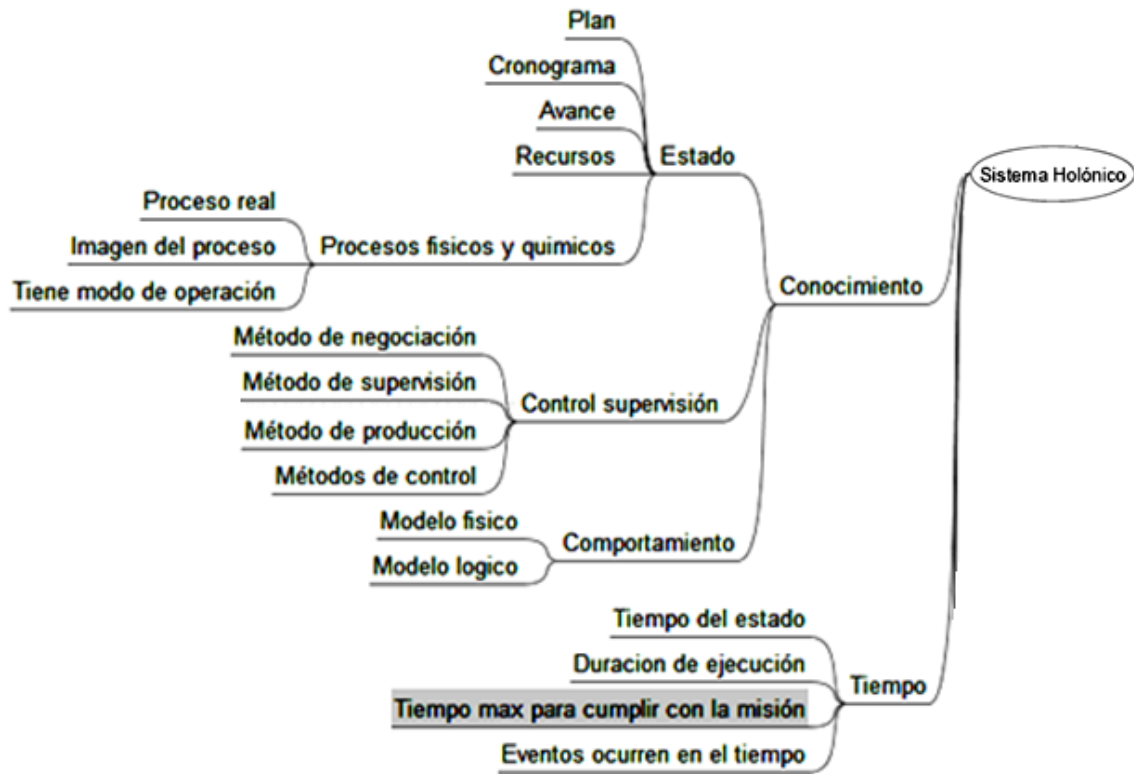 Plan
Cronograma
Avance
Recursos
Estado
Sistema Holónico
Proceso real
Imagen del proceso
Procesos fisicos y quimicos
Tiene modo de operación
Conocimiento
Método de negociación
Método de supervisión
Control supervisión
Método de producción
Métodos de control
Modelo fisico
Comportamiento
Modelo logico
Tiempo del estado
Duracion de ejecución
Tiempo
Tiempo max para cumplir con la misión
Eventos ocurren en el tiempo